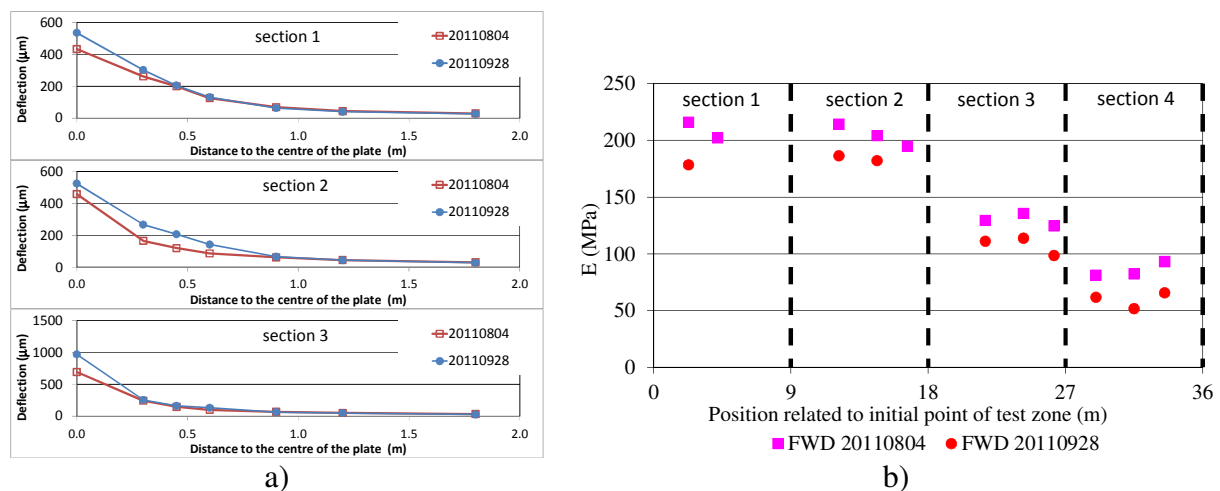 600
400
200
0
Deflection (μm)
section 1
20110804
20110928
0.0 0.5 1.0 1.5 2.0
Distance to the centre of the plate (m)
600
400
200
0
Deflection (μm)
section 2
20110804
20110928
0.0 0.5 1.0 1.5 2.0
Distance to the centre of the plate (m)
1500
1000
500
0
Deflection (μm)
section 3
20110804
20110928
0.0 0.5 1.0 1.5 2.0
Distance to the centre of the plate (m)
a)
250
200
150
100
50
0
E (MPa)
section 1 section 2 section 3 section 4
0 9 18 27 36
Position related to initial point of test zone (m)
FWD 20110804 FWD 20110928
b)